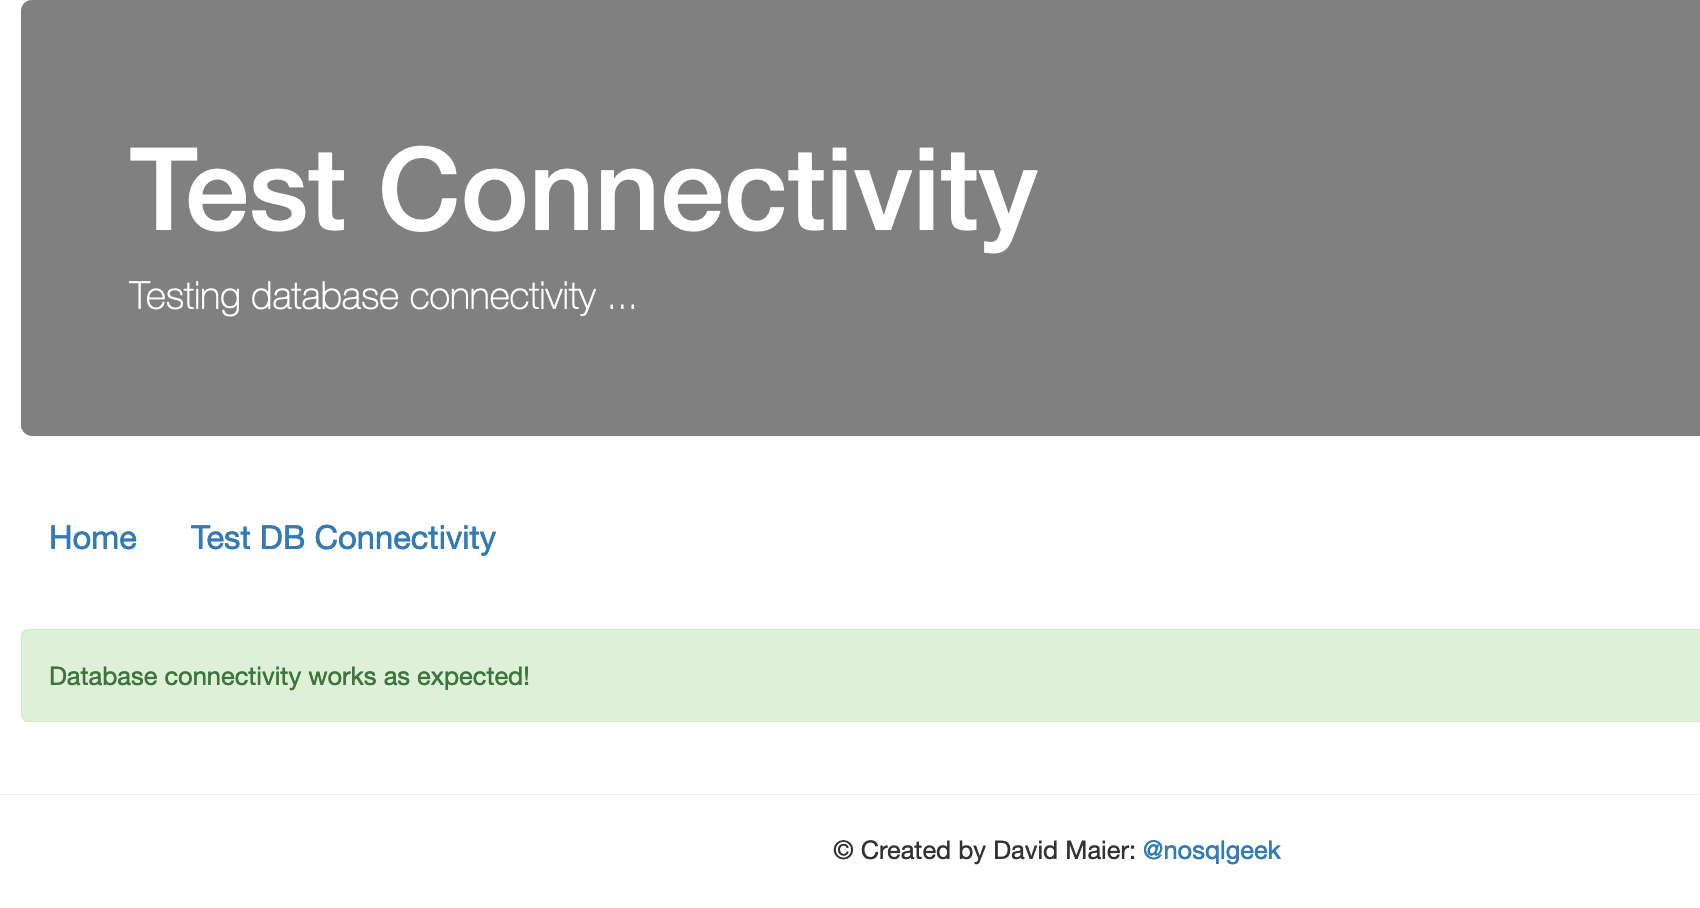 Test Connectivity
Testing database connectivity ...
Home Test DB Connectivity
Database connectivity works as expected!
© Created by David Maier: @nosqlgeek